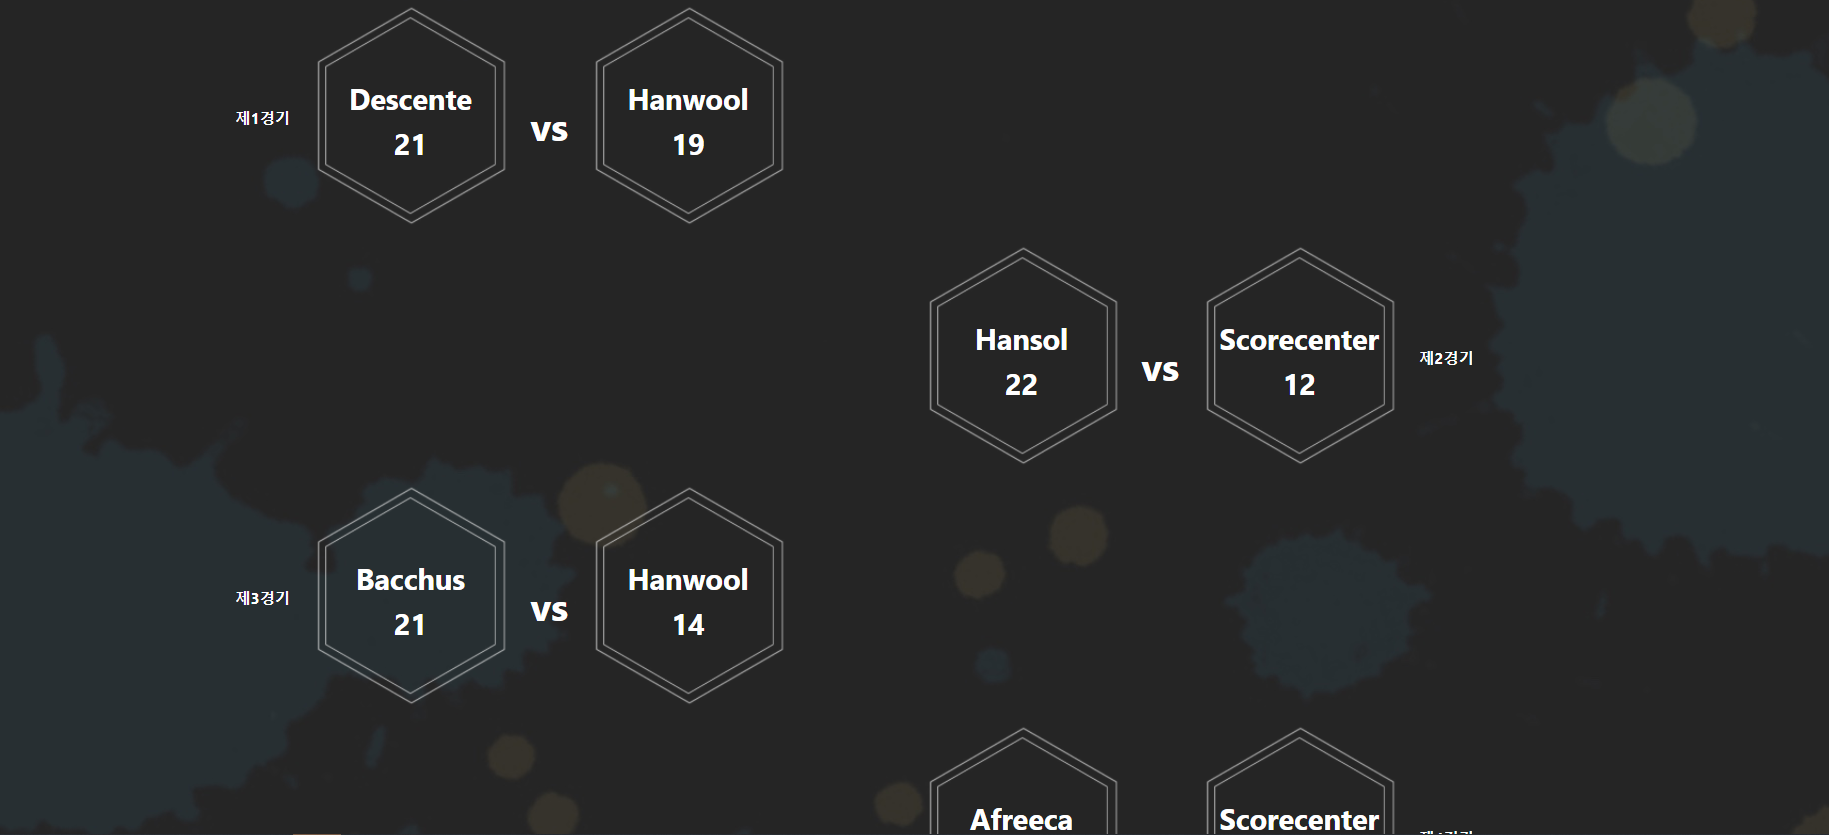 제1경기
Descente
21
vs
Hanwool
19
Hansol
22
vs
Scorecenter
12
제2경기
제3경기
Bacchus
21
vs
Hanwool
14
Afreeca
Scorecenter